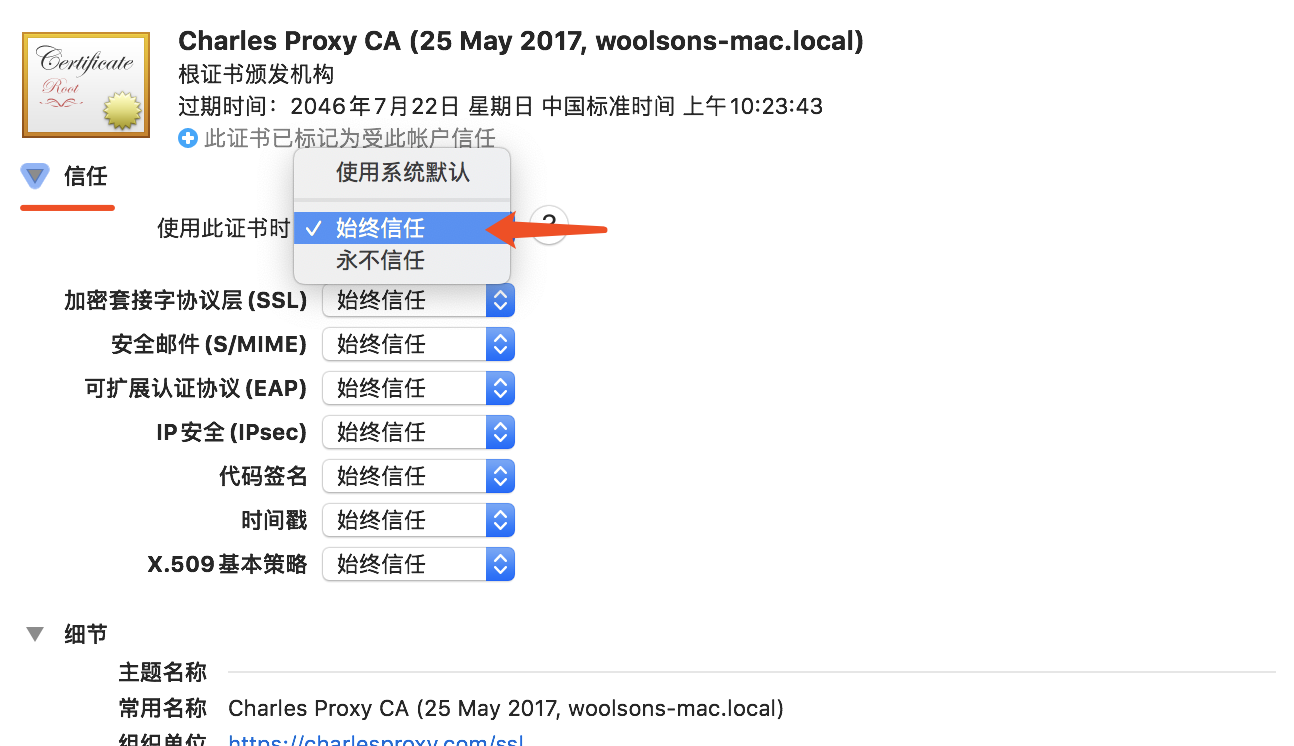 Certificate
Root
Charles Proxy CA (25 May 2017, woolsons-mac.local)
根证书颁发机构
过期时间：2046年7月22日 星期日 中国标准时间 上午10:23:43
此证书已标记为受此帐户信任
信任
使用系统默认
使用此证书时 ✓ 始终信任 ?
永不信任
加密套接字协议层 (SSL) 始终信任
安全邮件 (S/MIME) 始终信任
可扩展认证协议 (EAP) 始终信任
IP 安全 (IPsec) 始终信任
代码签名 始终信任
时间戳 始终信任
X.509 基本策略 始终信任
细节
主题名称
常用名称 Charles Proxy CA (25 May 2017, woolsons-mac.local)
组织单位 https://charlesproxy.com/ssl